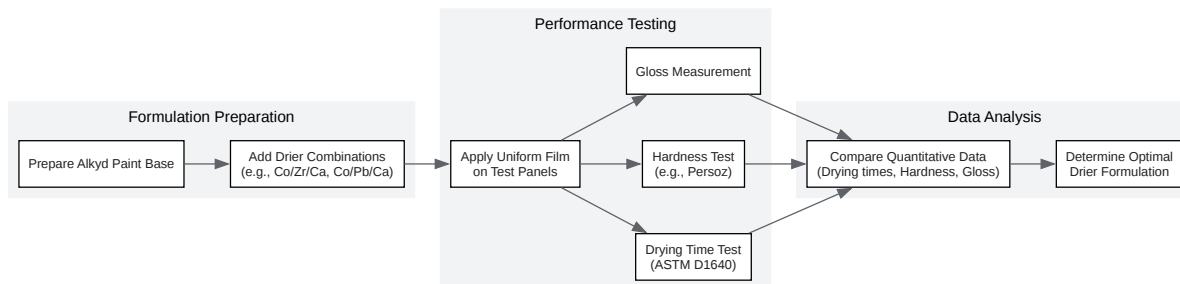 Performance Testing
Gloss Measurement
Formulation Preparation
Data Analysis
Prepare Alkyd Paint Base
Add Drier Combinations
(e.g., Co/Zr/Ca, Co/Pb/Ca)
Apply Uniform Film
on Test Panels
Hardness Test
(e.g., Persoz)
Compare Quantitative Data
(Drying times, Hardness, Gloss)
Determine Optimal
Drier Formulation
Drying Time Test
(ASTM D1640)